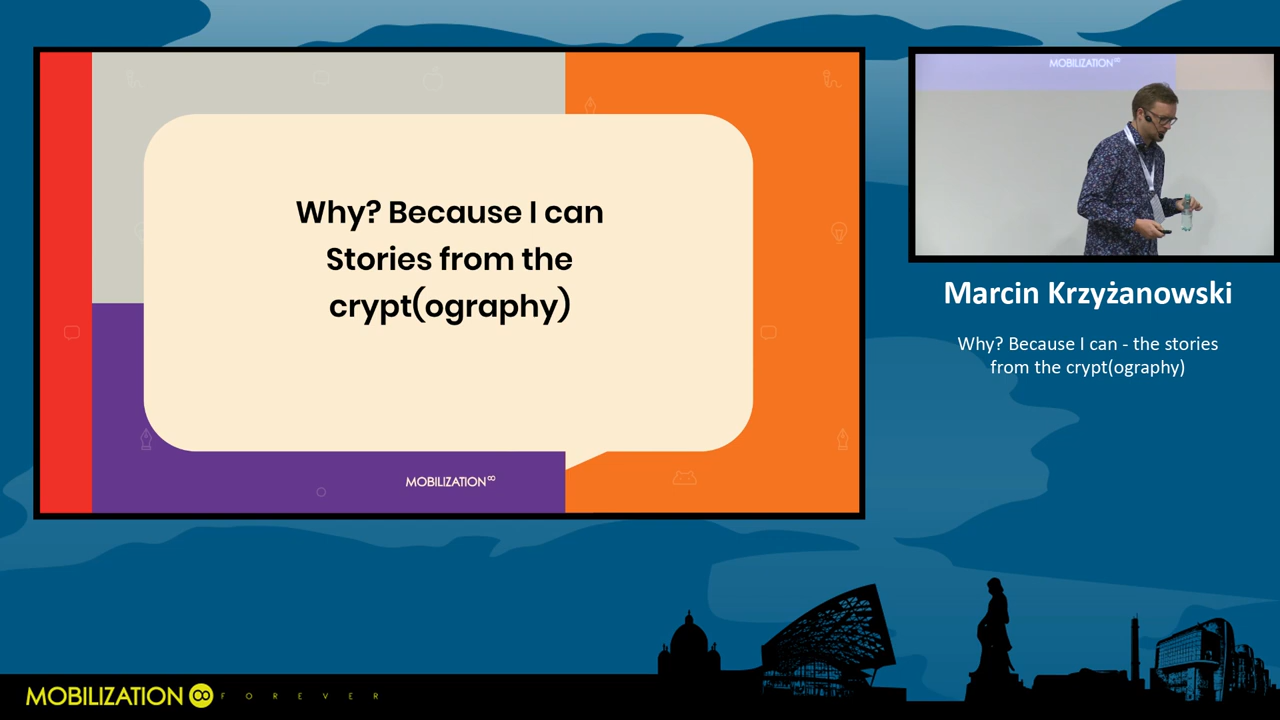 Why? Because I can
Stories from the
crypt(ography)
MOBILIZATION∞
MOBILIZATION∞
Marcin Krzyżanowski
Why? Because I can - the stories
from the crypt(ography)
MOBILIZATION ∞ FOREVER